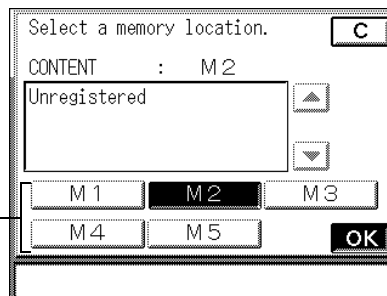 Select a memory location.
C
CONTENT : M2
Unregistered
M1 M2 M3
M4 M5 OK